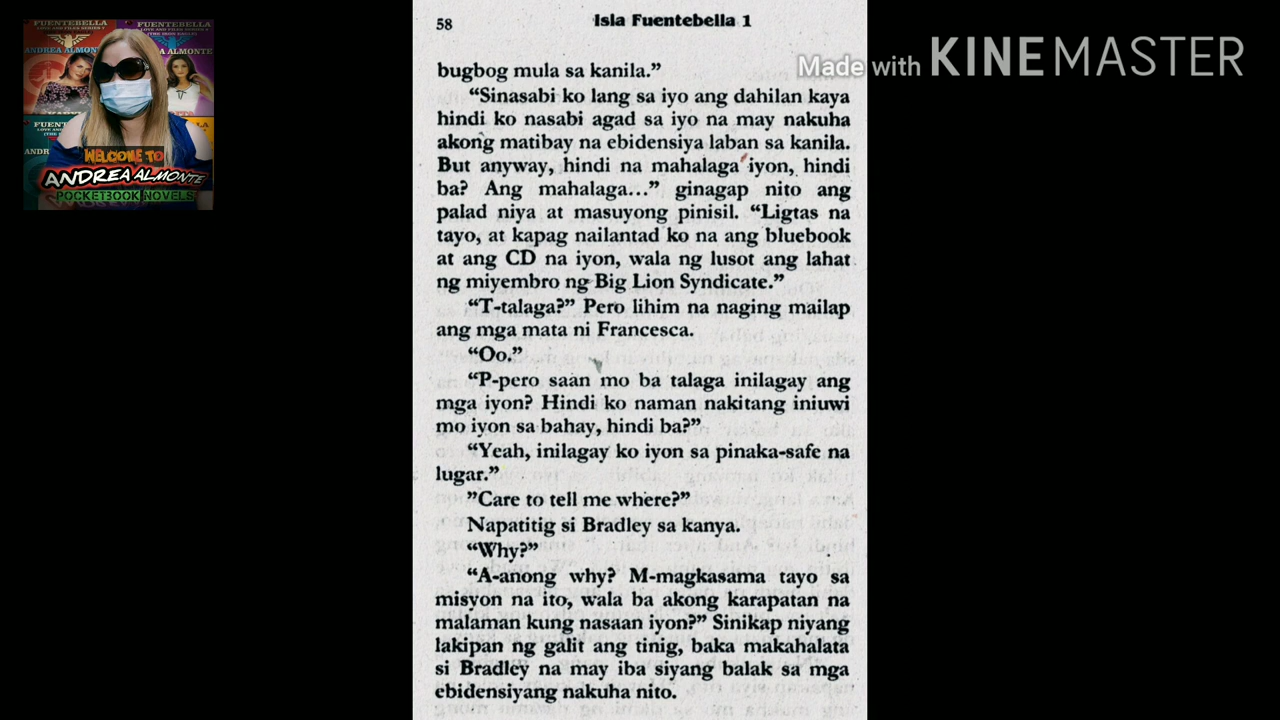 FUENTEBELLA
FUENTEBELLA
ANDREA ALMONTE
WELCOME TO
ANDREA ALMONTE
POCKETBOOK NOVELS
Made with KINEMASTER
58
Isla Fuentebella 1
bugbog mula sa kanila.”
“Sinasabi ko lang sa iyo ang dahilan kaya
hindi ko nasabi agad sa iyo na may nakuha
akong matibay na ebidensiya laban sa kanila.
But anyway, hindi na mahalaga iyon, hindi
ba? Ang mahalaga...” ginagap nito ang
palad niya at masuyong pinisil. “Ligtas na
tayo, at kapag nailantad ko na ang bluebook
at ang CD na iyon, wala ng lusot ang lahat
ng miyembro ng Big Lion Syndicate.”
“T-talaga?” Pero lihim na naging mailap
ang mga mata ni Francesca.
“Oo.”
“P-pero saan mo ba talaga inilagay ang
mga iyon? Hindi ko naman nakitang iniuwi
mo iyon sa bahay, hindi ba?”
“Yeah, inilagay ko iyon sa pinaka-safe na
lugar.”
”Care to tell me where?”
Napatitig si Bradley sa kanya.
“Why?”
“A-anong why? M-magkasama tayo sa
misyon na ito, wala ba akong karapatan na
malaman kung nasaan iyon?” Sinikap niyang
lakipan ng galit ang tinig, baka makahalata
si Bradley na may iba siyang balak sa mga
ebidensiyang nakuha nito.